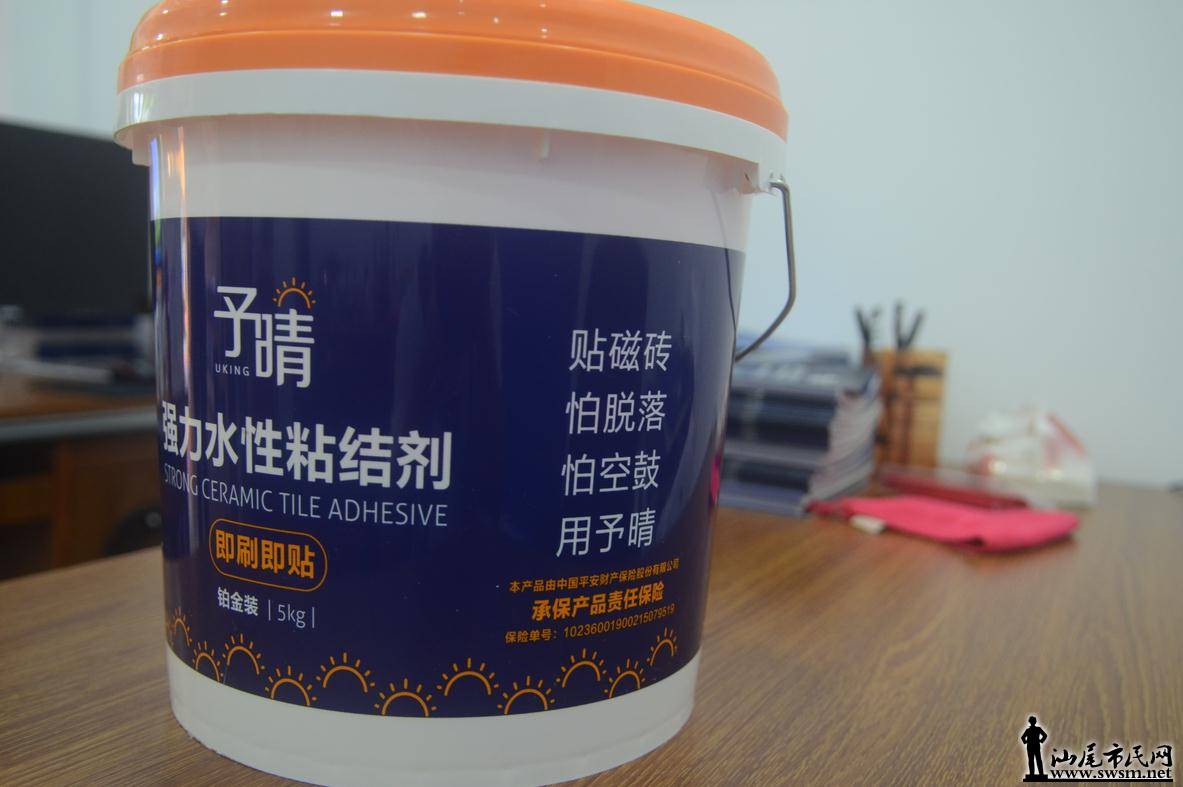 予晴
UKING
强力水性粘结剂
STRONG CERAMIC TILE ADHESIVE
即刷即贴
铂金装 | 5kg |
贴磁砖
怕脱落
怕空鼓
用予晴
本产品由中国平安财产保险股份有限公司
承保产品责任保险
保险单号：10236001900215079519
汕尾市民网
www.swsm.net